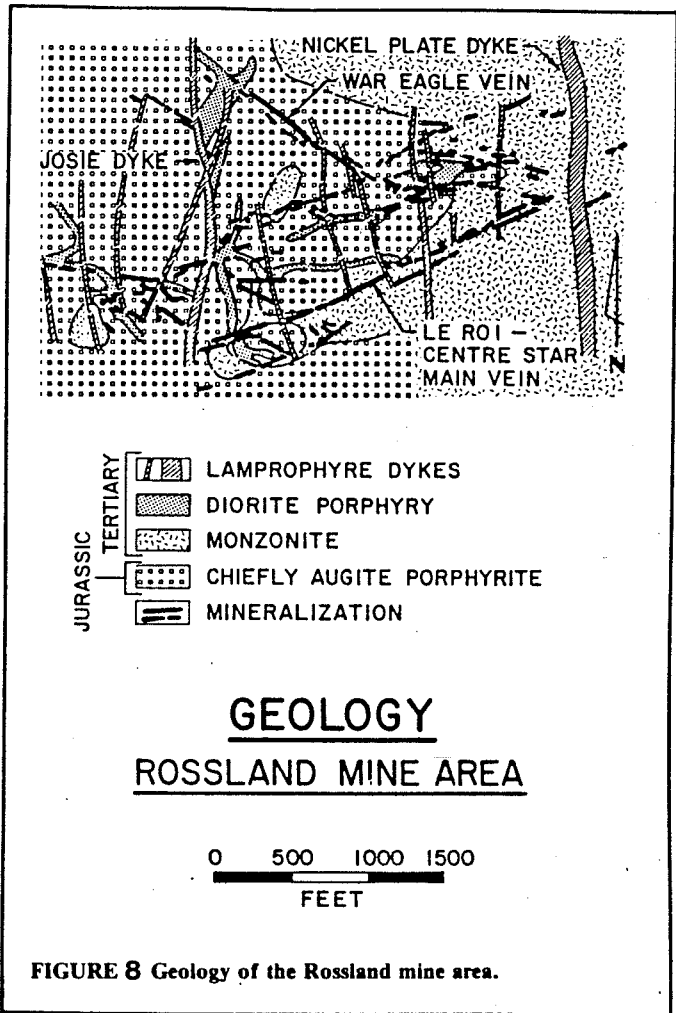 NICKEL PLATE DYKE
WAR EAGLE VEIN
JOSIE DYKE
LE ROI –
CENTRE STAR
MAIN VEIN
N
JURASSIC
TERTIARY
LAMPROPHYRE DYKES
DIORITE PORPHYRY
MONZONITE
CHIEFLY AUGITE PORPHYRITE
MINERALIZATION
GEOLOGY
ROSSLAND MINE AREA
0 500 1000 1500
FEET
FIGURE 8 Geology of the Rossland mine area.